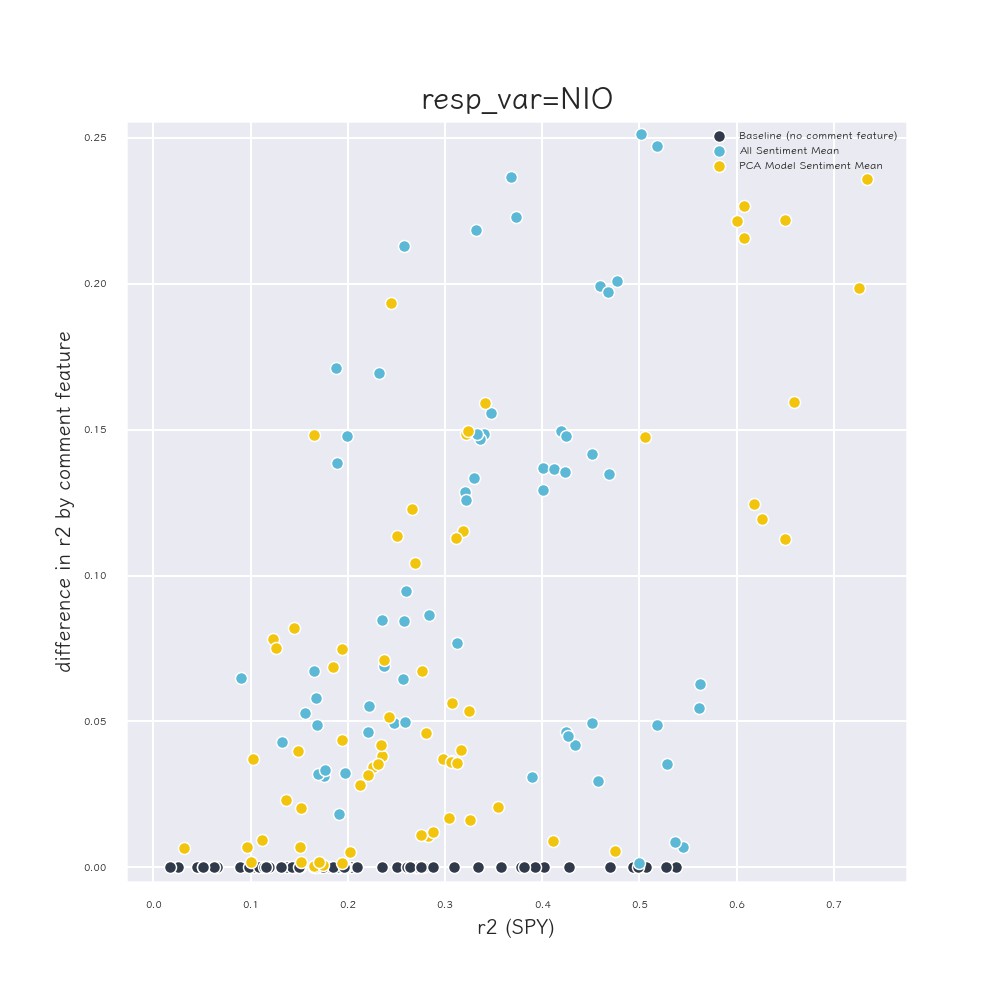 resp_var=NIO
Baseline (no comment feature)
All Sentiment Mean
PCA Model Sentiment Mean
difference in r2 by comment feature
0.25
0.20
0.15
0.10
0.05
0.00
0.0 0.1 0.2 0.3 0.4 0.5 0.6 0.7
r2 (SPY)